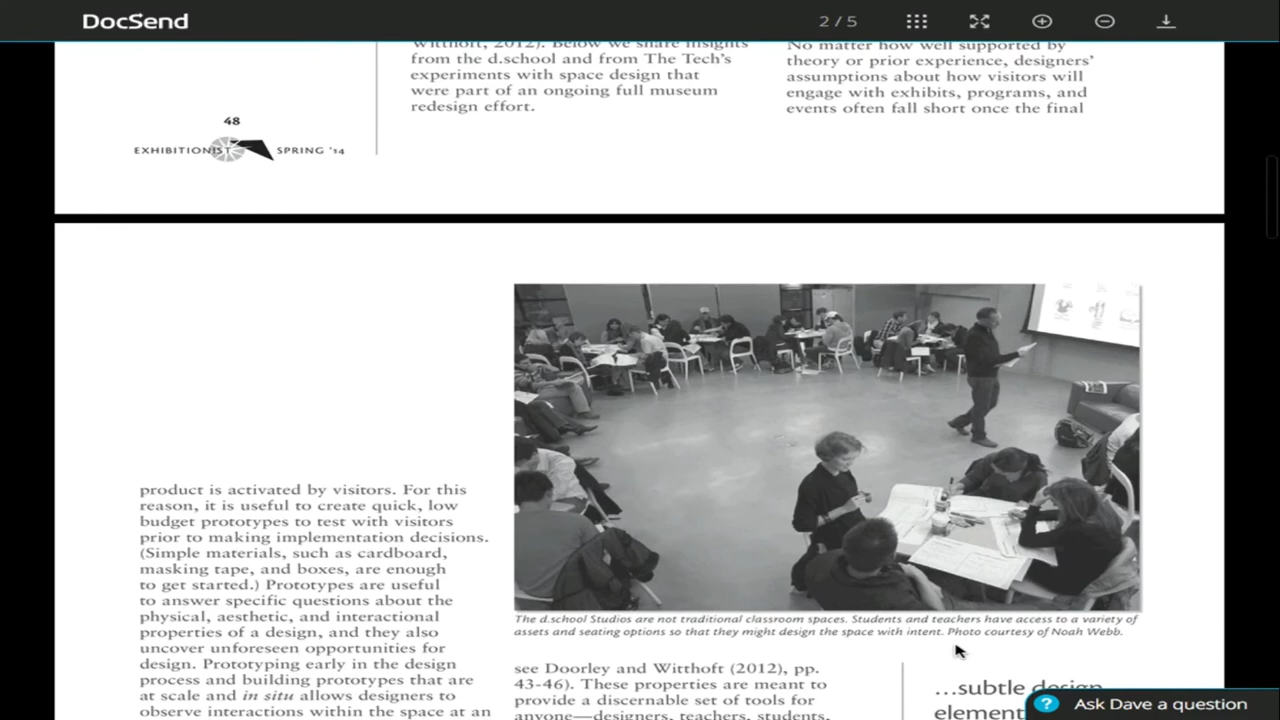 DocSend
2 / 5
Witthoft, 2012). Below we share insights
from the d.school and from The Tech's
experiments with space design that
were part of an ongoing full museum
redesign effort.
No matter how well supported by
theory or prior experience, designers'
assumptions about how visitors will
engage with exhibits, programs, and
events often fall short once the final
48
EXHIBITIONIST SPRING '14
product is activated by visitors. For this
reason, it is useful to create quick, low
budget prototypes to test with visitors
prior to making implementation decisions.
(Simple materials, such as cardboard,
masking tape, and boxes, are enough
to get started.) Prototypes are useful
to answer specific questions about the
physical, aesthetic, and interactional
properties of a design, and they also
uncover unforeseen opportunities for
design. Prototyping early in the design
process and building prototypes that are
at scale and in situ allows designers to
observe interactions within the space at an
The d.school Studios are not traditional classroom spaces. Students and teachers have access to a variety of
assets and seating options so that they might design the space with intent. Photo courtesy of Noah Webb.
see Doorley and Witthoft (2012), pp.
43-46). These properties are meant to
provide a discernable set of tools for
anyone—designers, teachers, students,
…subtle design
element
? Ask Dave a question